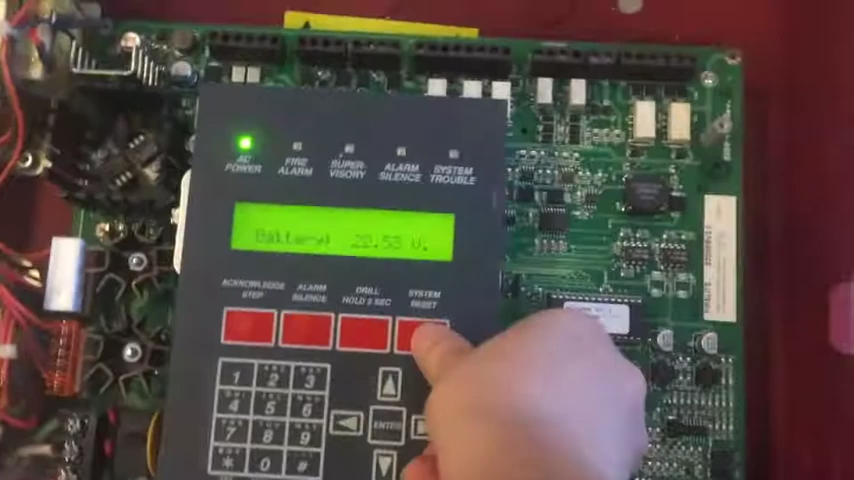 AC
POWER
FIRE
ALARM
SUPER-
VISORY
ALARM
SILENCE
SYSTEM
TROUBLE
Battery! 22.53 V.
ACKNOWLEDGE
STEP
ALARM
SILENCE
DRILL
HOLD 2 SEC
SYSTEM
RESET
1 2 3
4 5 6
7 8 9
* 0 #
ENTER